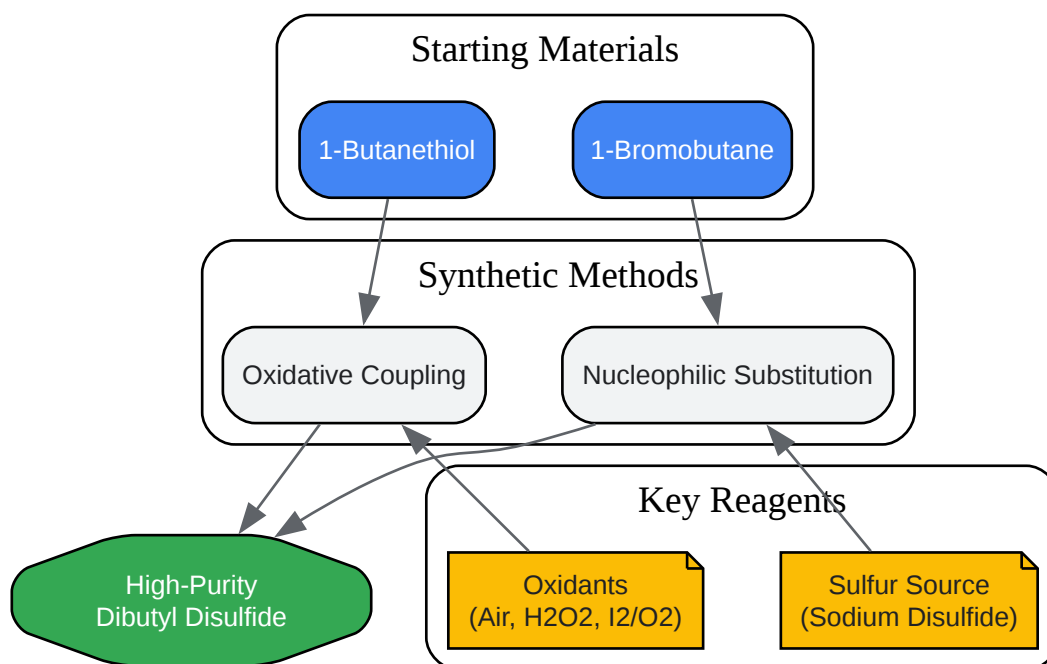 Starting Materials
1-Butanethiol
1-Bromobutane
Synthetic Methods
Oxidative Coupling
Nucleophilic Substitution
Key Reagents
High-Purity
Dibutyl Disulfide
Oxidants
(Air, H2O2, I2/O2)
Sulfur Source
(Sodium Disulfide)